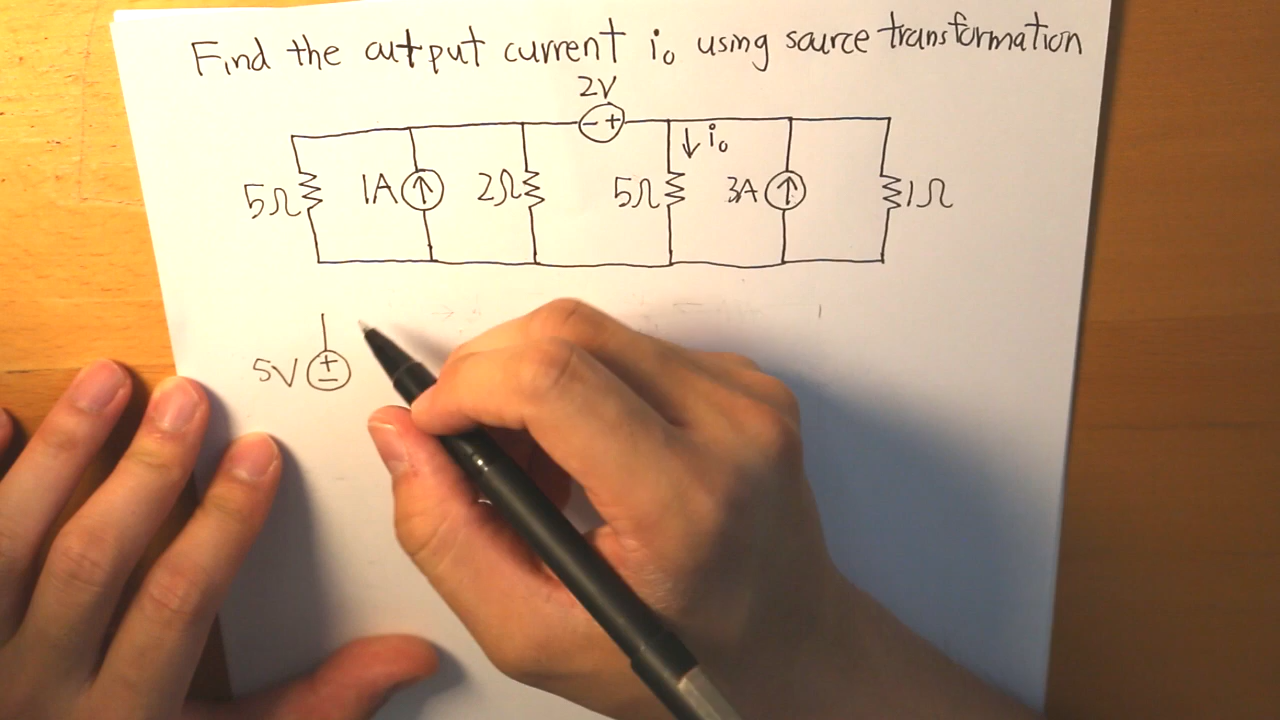 Find the output current i₀ using source transformation
2V
- +
i₀
5Ω 1A 2Ω 5Ω 3A 1Ω
5V + -